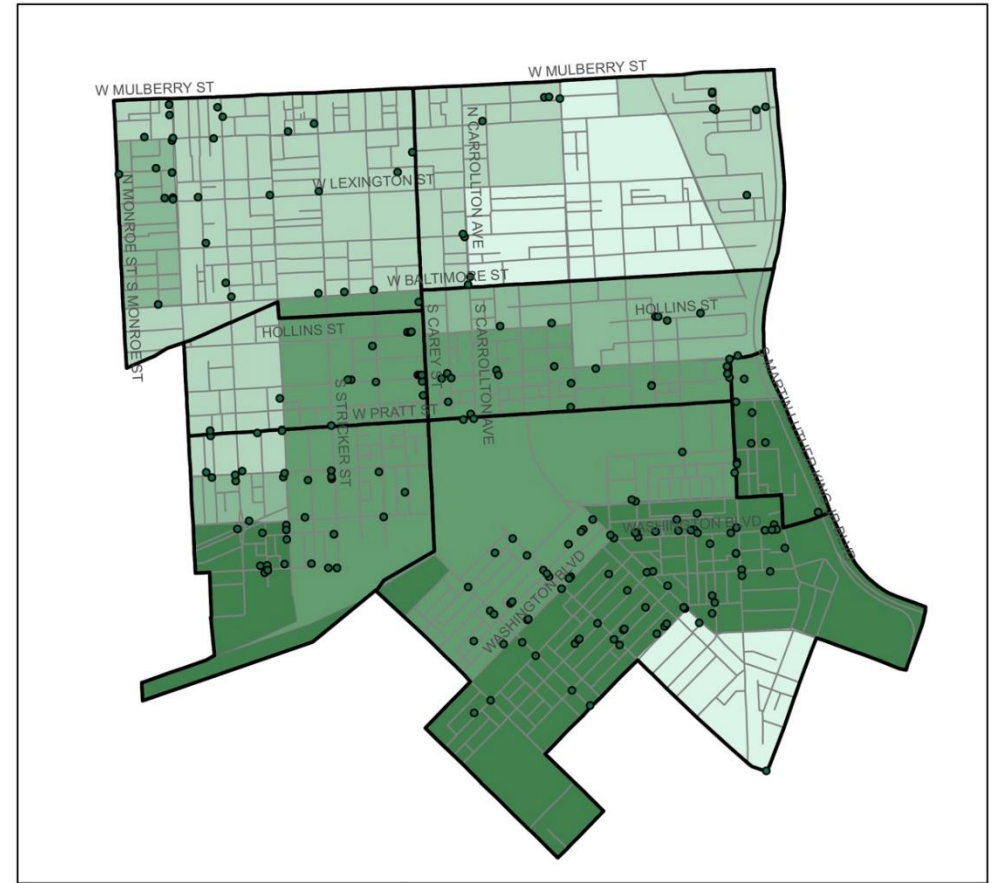 W MULBERRY ST
W MULBERRY ST
N CARROLLTON AVE
W LEXINGTON ST
N MONROE ST
S MONROE ST
W BALTIMORE ST
HOLLINS ST
HOLLINS ST
S CAREY ST
S CARROLLTON AVE
S STRICKER ST
W PRATT ST
S MARTIN LUTHER KING JR BLVD
WASHINGTON BLVD
WASHINGTON BLVD